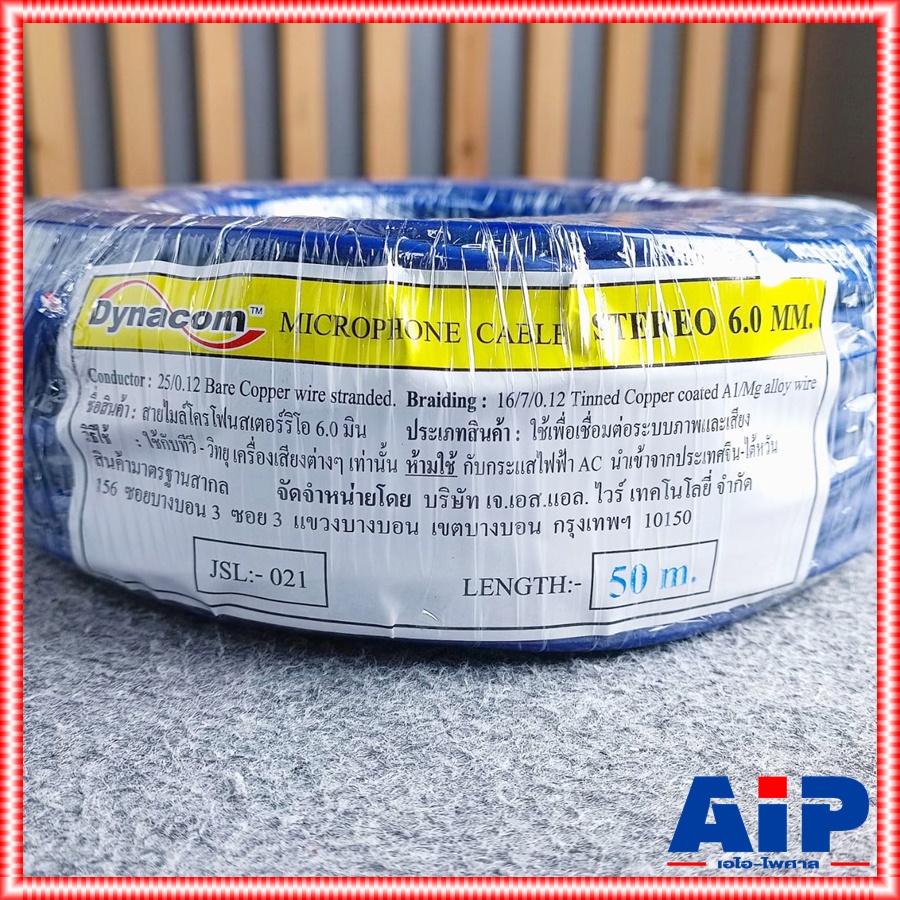 Dynacom™ MICROPHONE CABLE STEREO 6.0 MM.
Conductor : 25/0.12 Bare Copper wire stranded. Braiding : 16/7/0.12 Tinned Copper coated A1/Mg alloy wire
ชื่อสินค้า : สายไมล์โครโฟนสเตอร์ริโอ 6.0 มิน ประเภทสินค้า : ใช้เพื่อเชื่อมต่อระบบภาพและเสียง
วิธีใช้ : ใช้กับทีวี - วิทยุ เครื่องเสียงต่างๆ เท่านั้น ห้ามใช้ กับกระแสไฟฟ้า AC นำเข้าจากประเทศจีน-ไต้หวัน
สินค้ามาตรฐานสากล จัดจำหน่ายโดย บริษัท เจ.เอส.แอล. ไวร์ เทคโนโลยี่ จำกัด
156 ซอยบางบอน 3 ซอย 3 แขวงบางบอน เขตบางบอน กรุงเทพฯ 10150
JSL:- 021 LENGTH:- 50 m.
AiP
เอไอ-ไพศาล